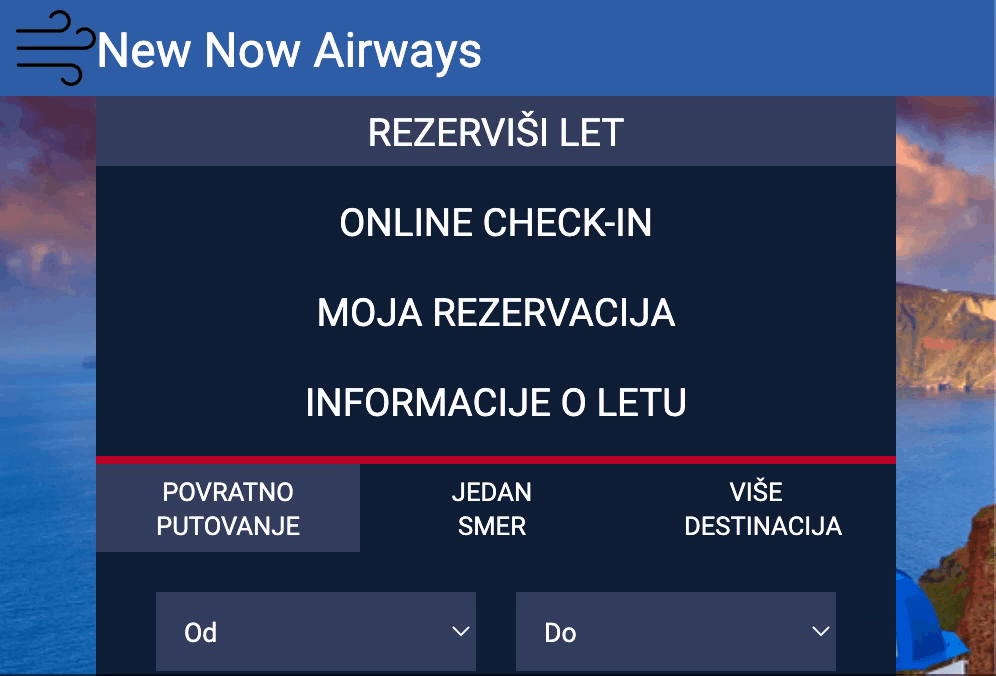 New Now Airways
REZERVIŠI LET
ONLINE CHECK-IN
MOJA REZERVACIJA
INFORMACIJE O LETU
POVRATNO
PUTOVANJE
JEDAN
SMER
VIŠE
DESTINACIJA
Od
Do